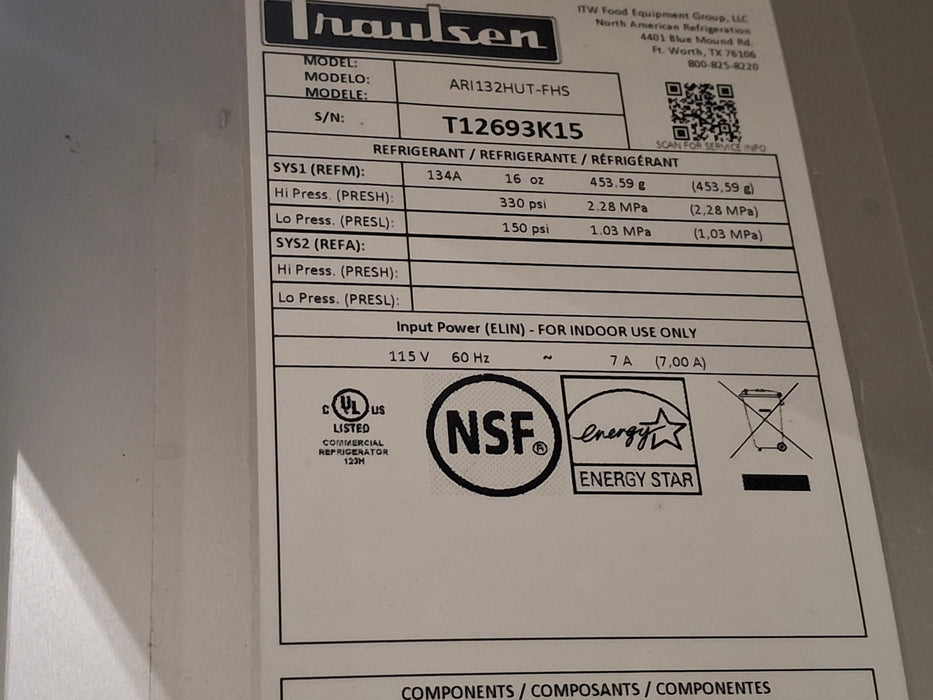 Traulsen
ITW Food Equipment Group, LLC
North American Refrigeration
4401 Blue Mound Rd.
Ft. Worth, TX 76106
800-825-8220
MODEL:
MODELO:
MODELE:
ARI132HUT-FHS
S/N:
T12693K15
SCAN FOR SERVICE INFO
REFRIGERANT / REFRIGERANTE / RÉFRIGÉRANT
SYS1 (REFM): 134A 16 oz 453.59 g (453,59 g)
Hi Press. (PRESH): 330 psi 2.28 MPa (2,28 MPa)
Lo Press. (PRESL): 150 psi 1.03 MPa (1,03 MPa)
SYS2 (REFA):
Hi Press. (PRESH):
Lo Press. (PRESL):
Input Power (ELIN) - FOR INDOOR USE ONLY
115 V 60 Hz ~ 7 A (7,00 A)
C UL US
LISTED
COMMERCIAL
REFRIGERATOR
123H
NSF®
energy
ENERGY STAR
COMPONENTS / COMPOSANTS / COMPONENTES